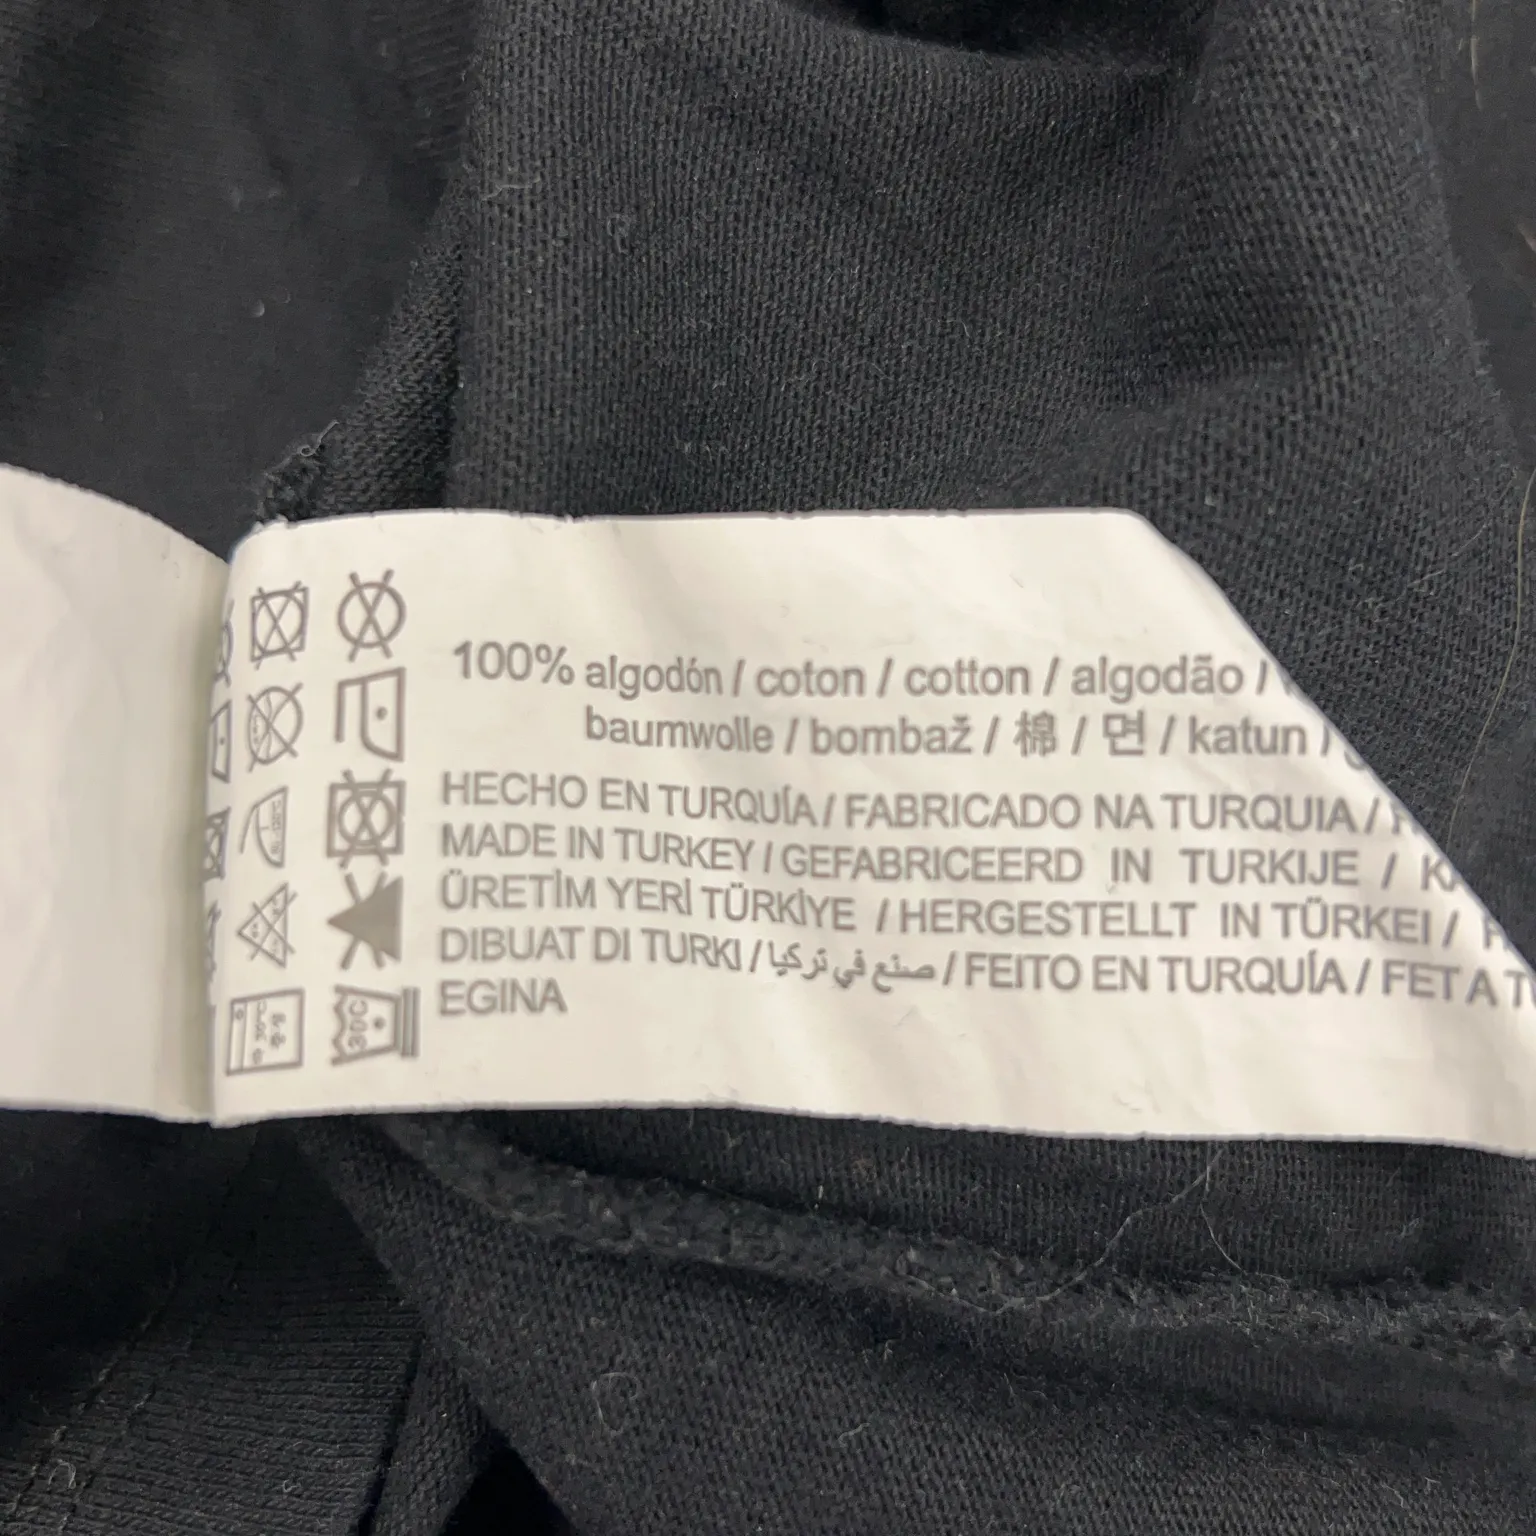 100% algodón / coton / cotton / algodão /
baumwolle / bombaž / 棉 / 면 / katun /
HECHO EN TURQUÍA / FABRICADO NA TURQUIA /
MADE IN TURKEY / GEFABRICEERD IN TURKIJE /
ÜRETİM YERİ TÜRKİYE / HERGESTELLT IN TÜRKEI /
DIBUAT DI TURKI / صنع في تركيا / FEITO EN TURQUÍA / FET A
EGINA
30C